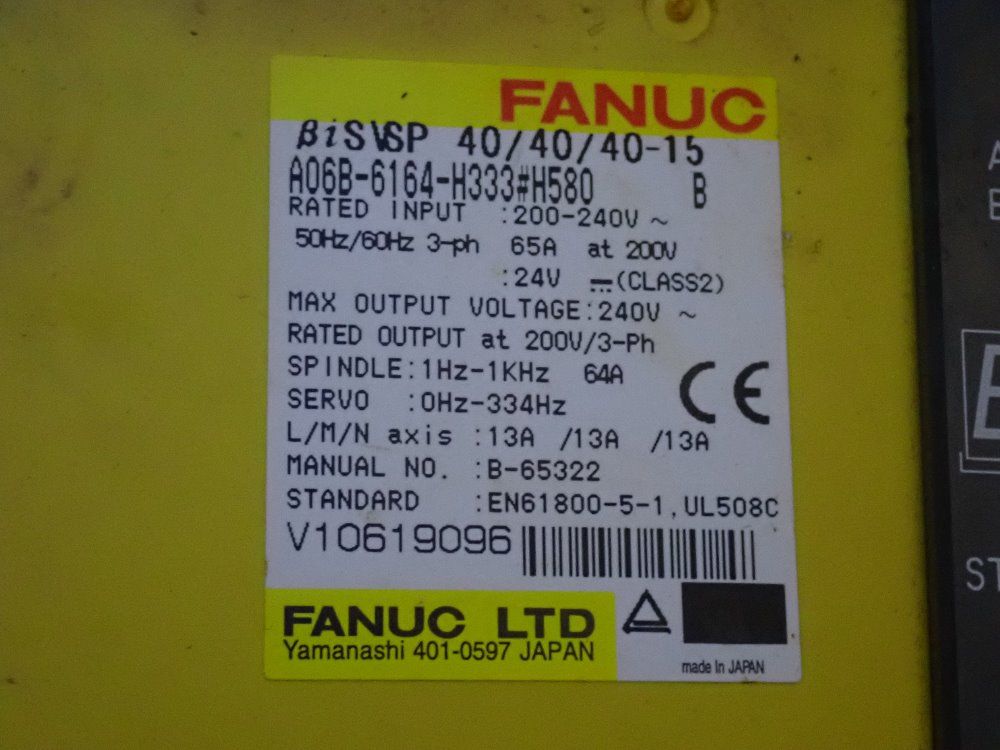 FANUC
βiSVSP 40/40/40-15
A06B-6164-H333#H580 B
RATED INPUT :200-240V ~
50Hz/60Hz 3-ph 65A at 200V
:24V ⎓(CLASS2)
MAX OUTPUT VOLTAGE:240V ~
RATED OUTPUT at 200V/3-Ph
SPINDLE:1Hz-1KHz 64A
SERVO :0Hz-334Hz
CE
L/M/N axis :13A /13A /13A
MANUAL NO. :B-65322
STANDARD :EN61800-5-1,UL508C
V10619096
FANUC LTD
Yamanashi 401-0597 JAPAN
made In JAPAN
ST